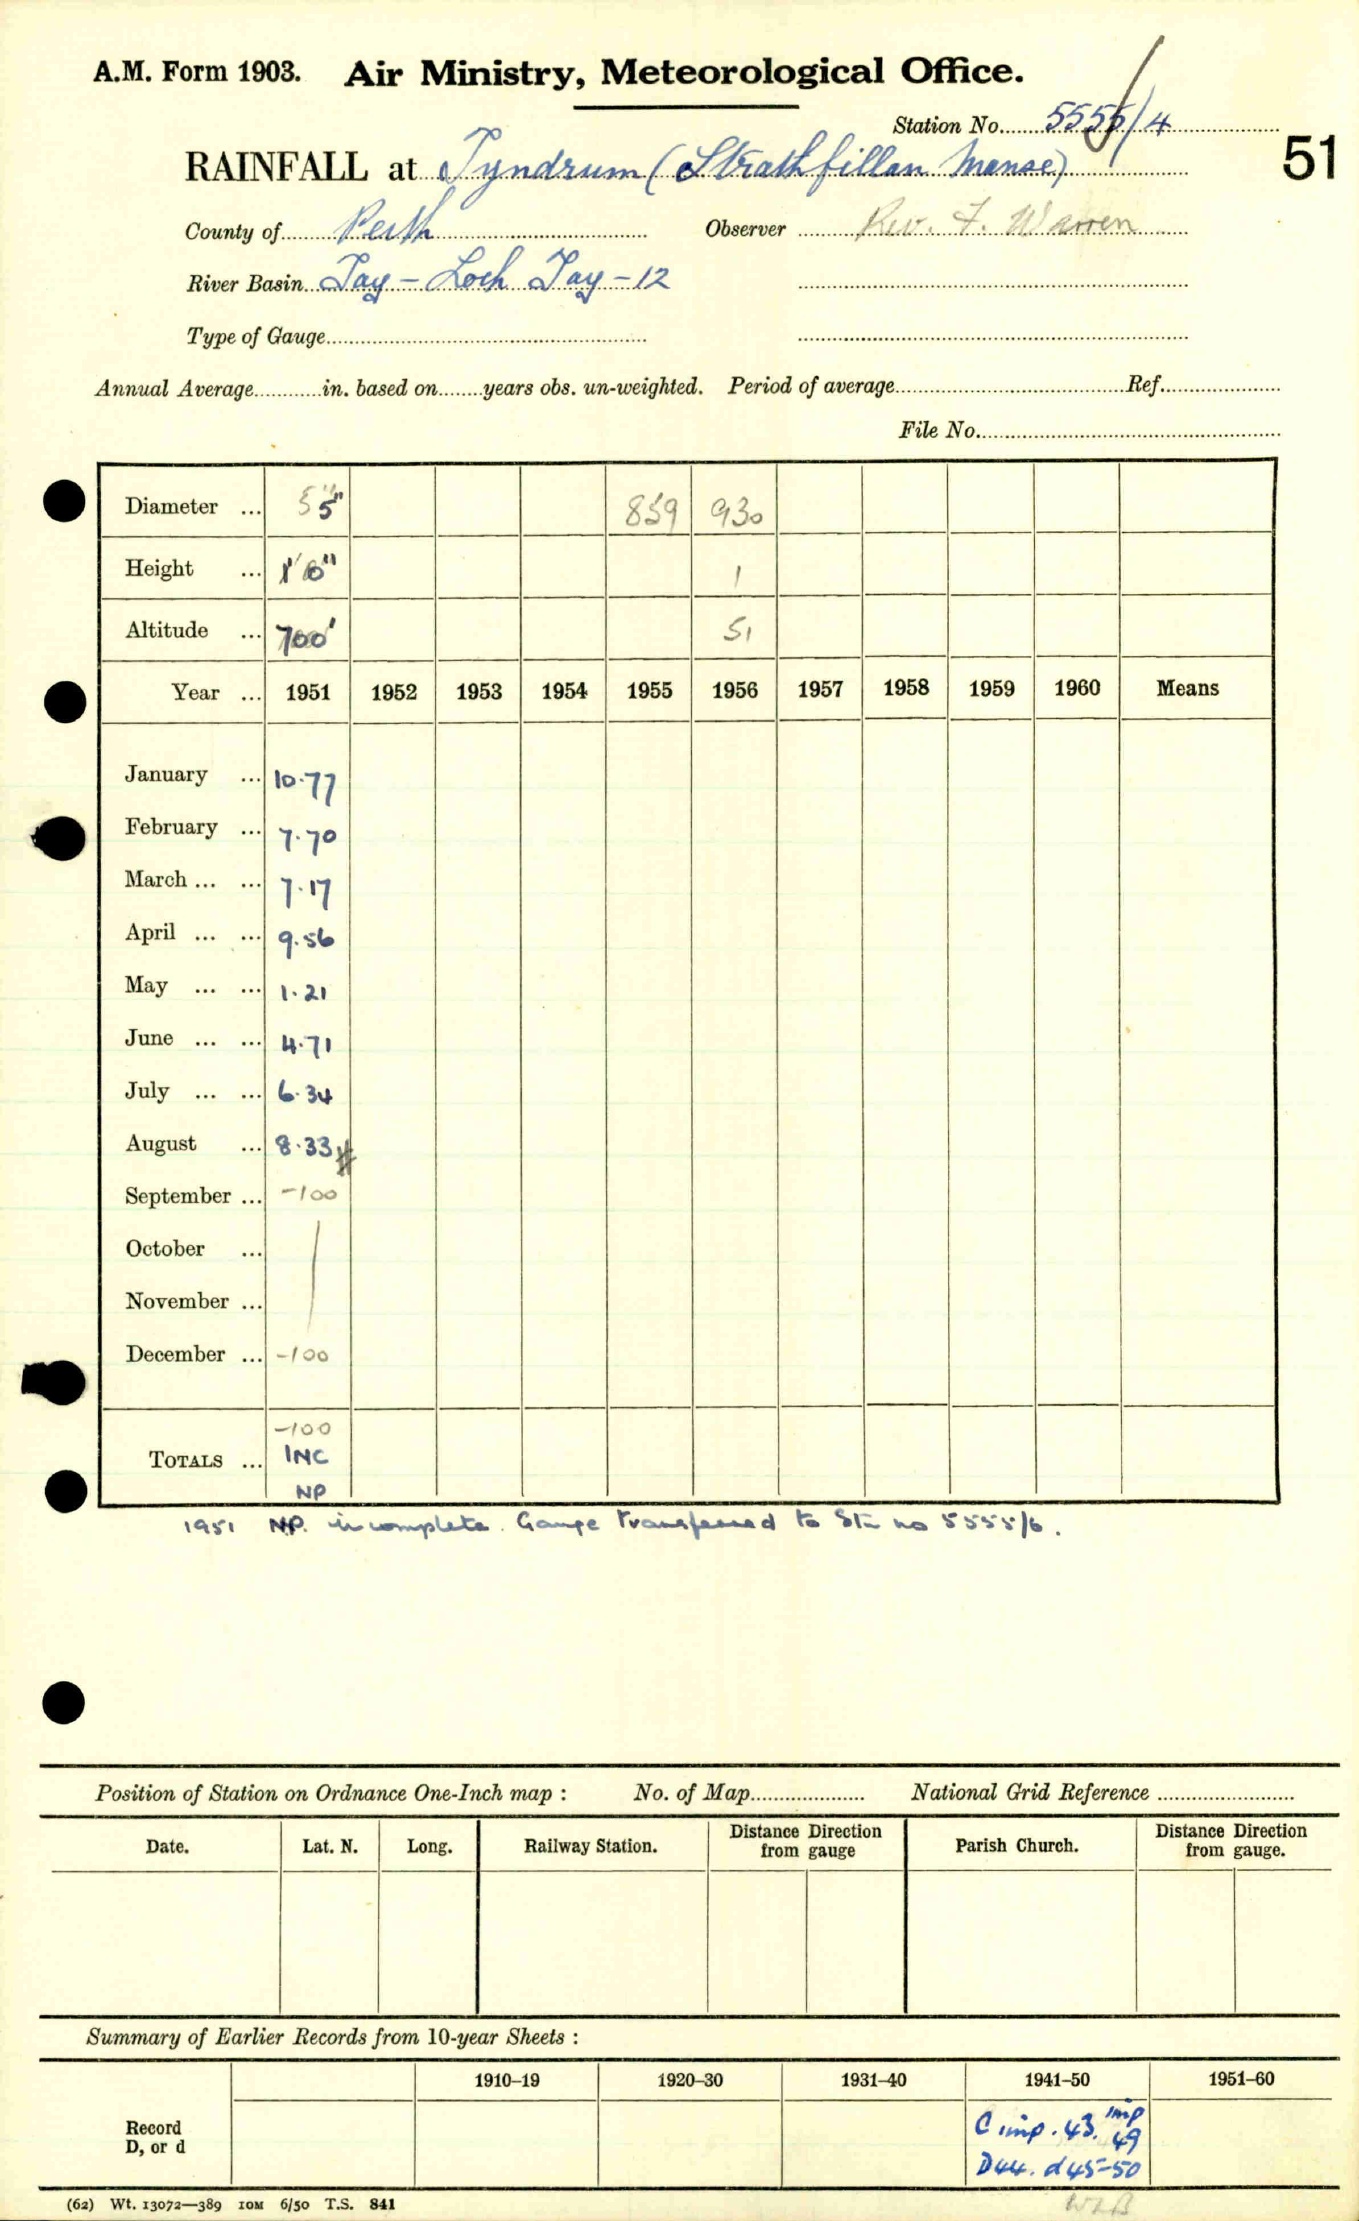 A.M. Form 1903. Air Ministry, Meteorological Office.
Station No. 5555/4
51
RAINFALL at Tyndrum (Strathfillan Manse)
County of Perth Observer Rev. F. Warren
River Basin Tay - Loch Tay - 12
Type of Gauge
Annual Average in. based on years obs. un-weighted. Period of average Ref.
File No.
Diameter ... 5" 5" 859 930
Height ... 1' 0" 1
Altitude ... 700' 51
Year ... 1951 1952 1953 1954 1955 1956 1957 1958 1959 1960 Means
January ... 10.77
February ... 7.70
March ... ... 7.17
April ... ... 9.56
May ... ... 1.21
June ... ... 4.71
July ... ... 6.34
August ... 8.33 #
September ... -100
October ...
November ...
December ... -100
-100
TOTALS ... INC
NP
1951 N.P. incomplete. Gauge transferred to Stn no 5555/6.
Position of Station on Ordnance One-Inch map : No. of Map National Grid Reference
Date. Lat. N. Long. Railway Station. Distance from Direction gauge Parish Church. Distance from Direction gauge.
Summary of Earlier Records from 10-year Sheets :
1910–19 1920–30 1931–40 1941–50 1951–60
Record D, or d
C imp. 43. imp 49
D44. d45-50
(62) Wt. 13072—389 10M 6/50 T.S. 841
WLB